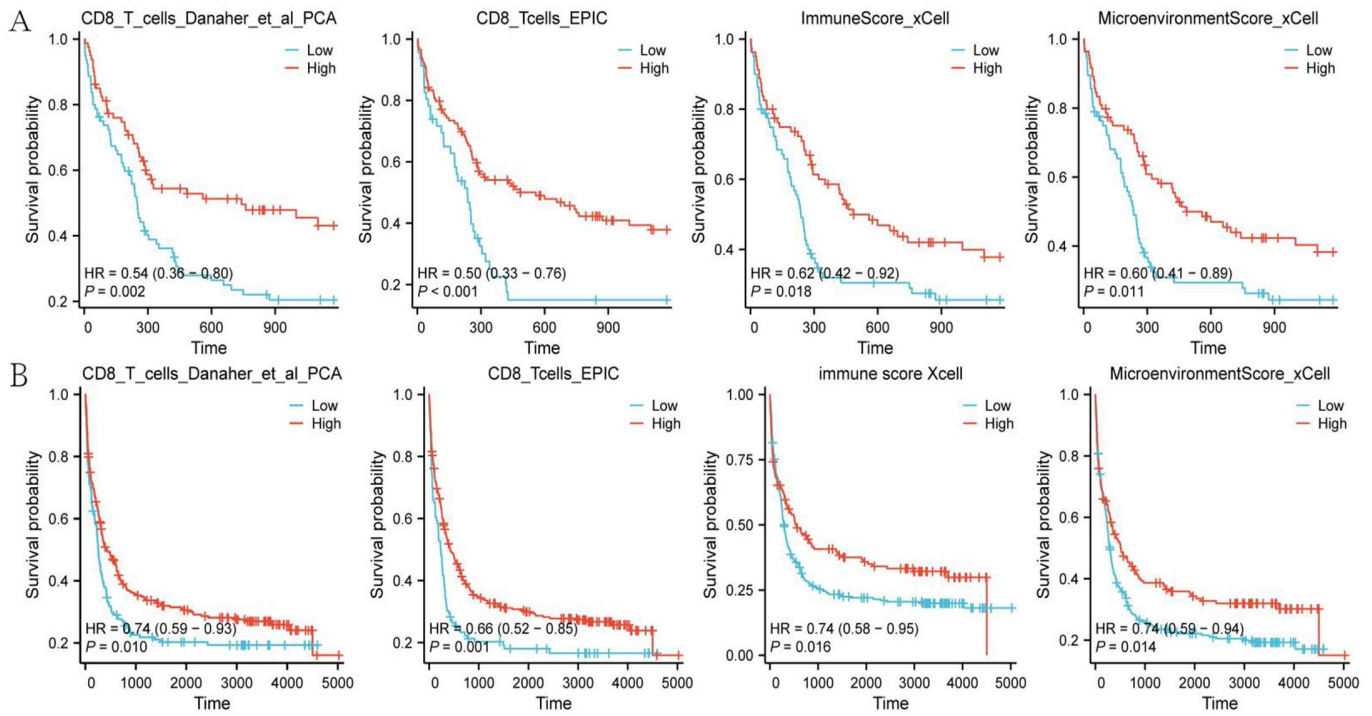 A
CD8_T_cells_Danaher_et_al_PCA
Survival probability
1.0
0.8
0.6
0.4
0.2
Low
High
HR = 0.54 (0.36 – 0.80)
P = 0.002
0 300 600 900
Time
CD8_Tcells_EPIC
Survival probability
1.0
0.8
0.6
0.4
0.2
Low
High
HR = 0.50 (0.33 – 0.76)
P < 0.001
0 300 600 900
Time
ImmuneScore_xCell
Survival probability
1.0
0.8
0.6
0.4
Low
High
HR = 0.62 (0.42 – 0.92)
P = 0.018
0 300 600 900
Time
MicroenvironmentScore_xCell
Survival probability
1.0
0.8
0.6
0.4
Low
High
HR = 0.60 (0.41 – 0.89)
P = 0.011
0 300 600 900
Time
B
CD8_T_cells_Danaher_et_al_PCA
Survival probability
1.0
0.8
0.6
0.4
0.2
Low
High
HR = 0.74 (0.59 – 0.93)
P = 0.010
0 1000 2000 3000 4000 5000
Time
CD8_Tcells_EPIC
Survival probability
1.0
0.8
0.6
0.4
0.2
Low
High
HR = 0.66 (0.52 – 0.85)
P = 0.001
0 1000 2000 3000 4000 5000
Time
immune score Xcell
Survival probability
1.00
0.75
0.50
0.25
0.00
Low
High
HR = 0.74 (0.58 – 0.95)
P = 0.016
0 1000 2000 3000 4000 5000
Time
MicroenvironmentScore_xCell
Survival probability
1.0
0.8
0.6
0.4
0.2
Low
High
HR = 0.74 (0.59 – 0.94)
P = 0.014
0 1000 2000 3000 4000 5000
Time